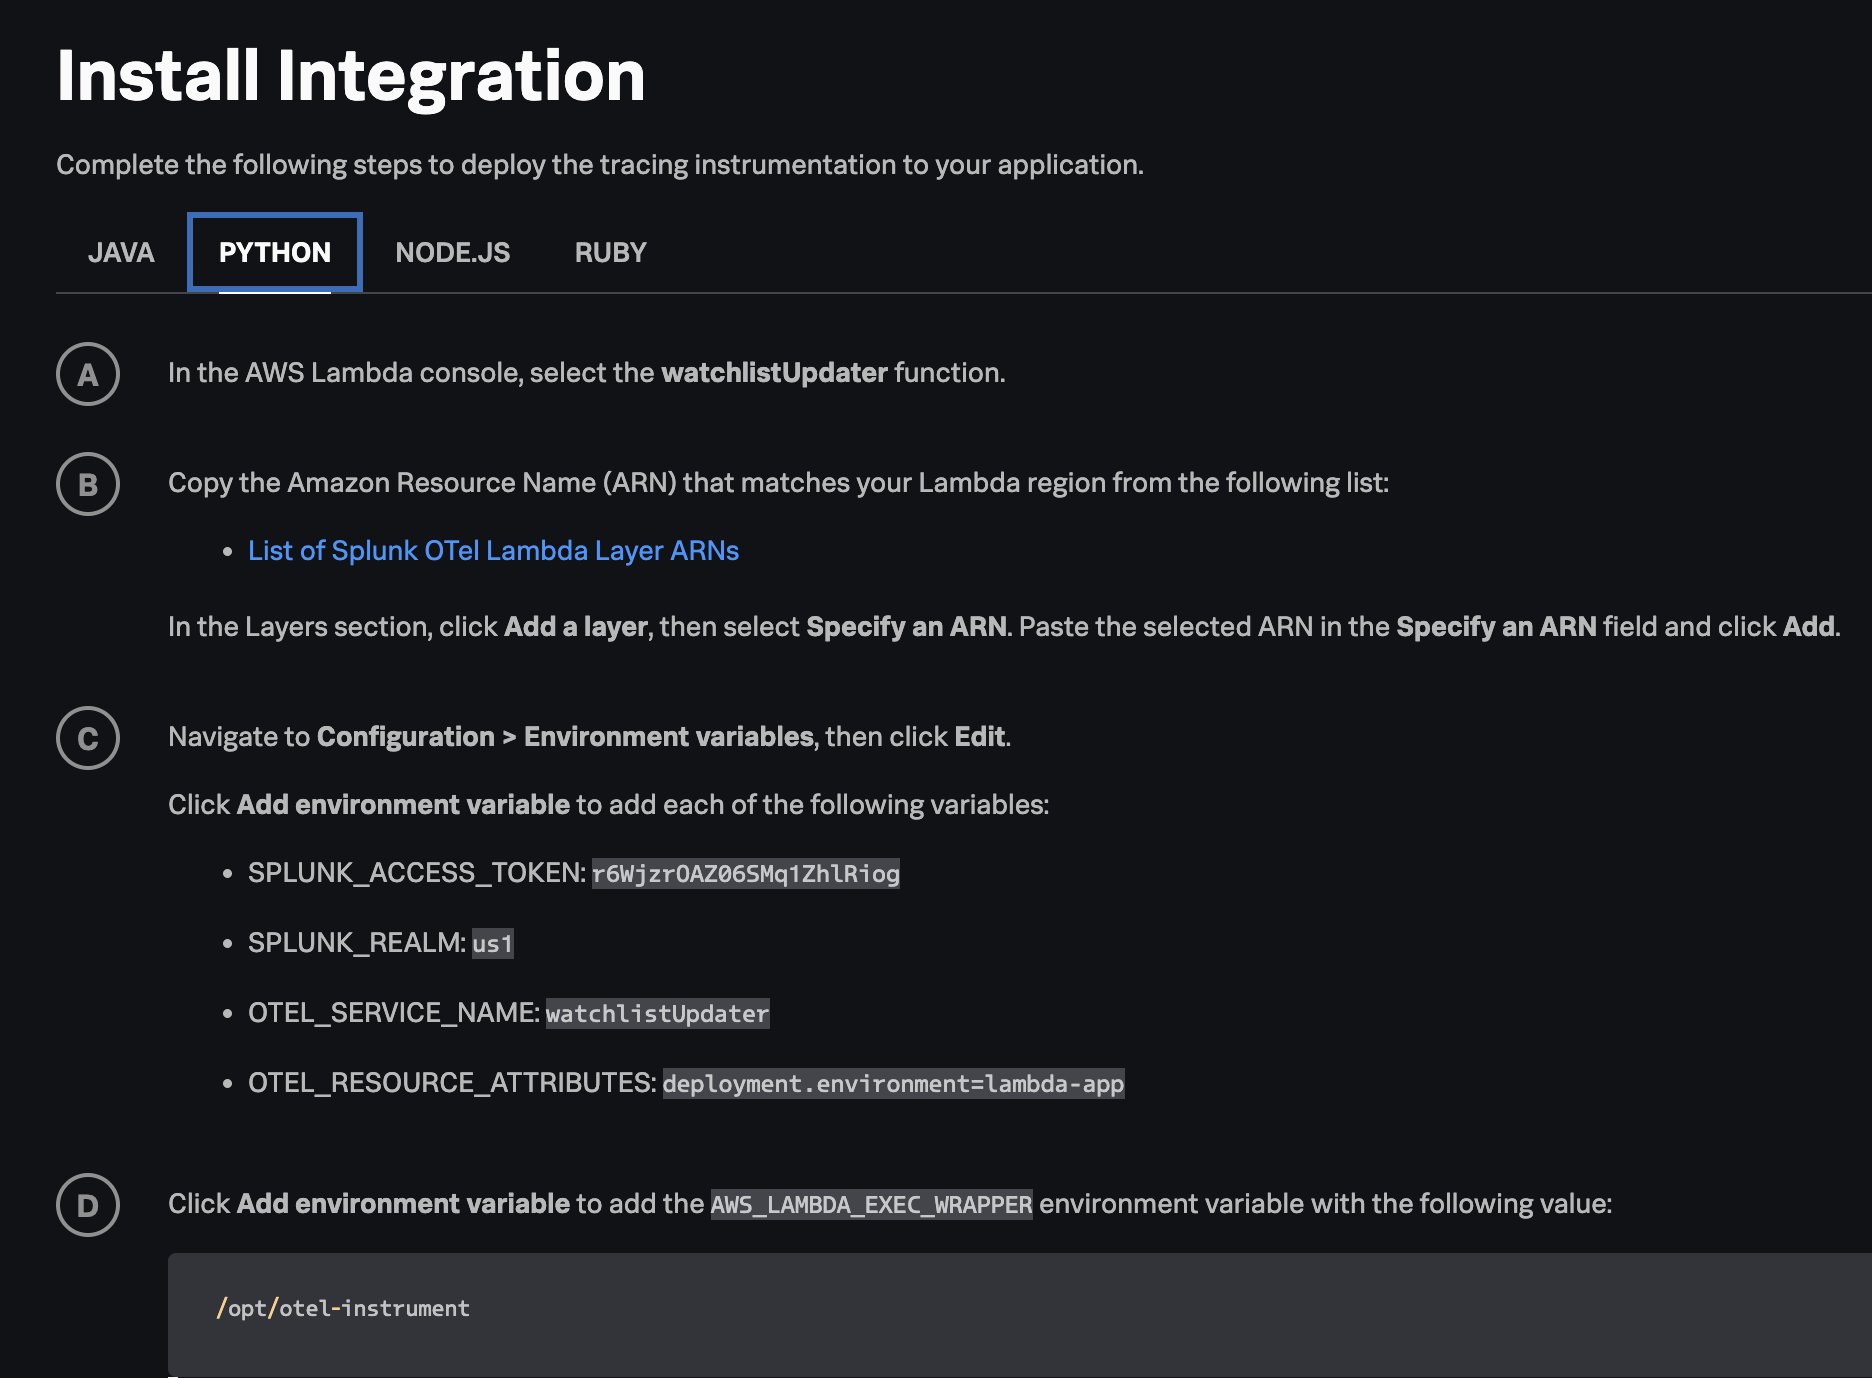 Install Integration
Complete the following steps to deploy the tracing instrumentation to your application.
JAVA PYTHON NODE.JS RUBY
A In the AWS Lambda console, select the watchlistUpdater function.
B Copy the Amazon Resource Name (ARN) that matches your Lambda region from the following list:
• List of Splunk OTel Lambda Layer ARNs
In the Layers section, click Add a layer, then select Specify an ARN. Paste the selected ARN in the Specify an ARN field and click Add.
C Navigate to Configuration > Environment variables, then click Edit.
Click Add environment variable to add each of the following variables:
• SPLUNK_ACCESS_TOKEN: r6WjzrOAZ06SMq1ZhlRiog
• SPLUNK_REALM: us1
• OTEL_SERVICE_NAME: watchlistUpdater
• OTEL_RESOURCE_ATTRIBUTES: deployment.environment=lambda-app
D Click Add environment variable to add the AWS_LAMBDA_EXEC_WRAPPER environment variable with the following value:
/opt/otel-instrument